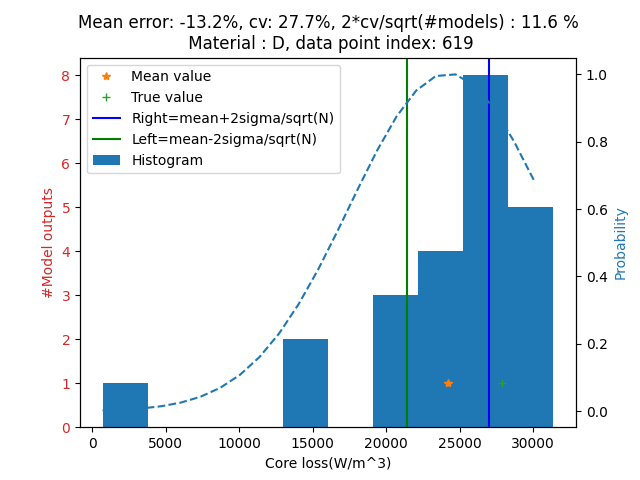 Mean error: -13.2%, cv: 27.7%, 2*cv/sqrt(#models) : 11.6 %
Material : D, data point index: 619
Mean value
True value
Right=mean+2sigma/sqrt(N)
Left=mean-2sigma/sqrt(N)
Histogram
#Model outputs
8
7
6
5
4
3
2
1
0
1.0
0.8
0.6
0.4
0.2
0.0
Probability
0 5000 10000 15000 20000 25000 30000
Core loss(W/m^3)